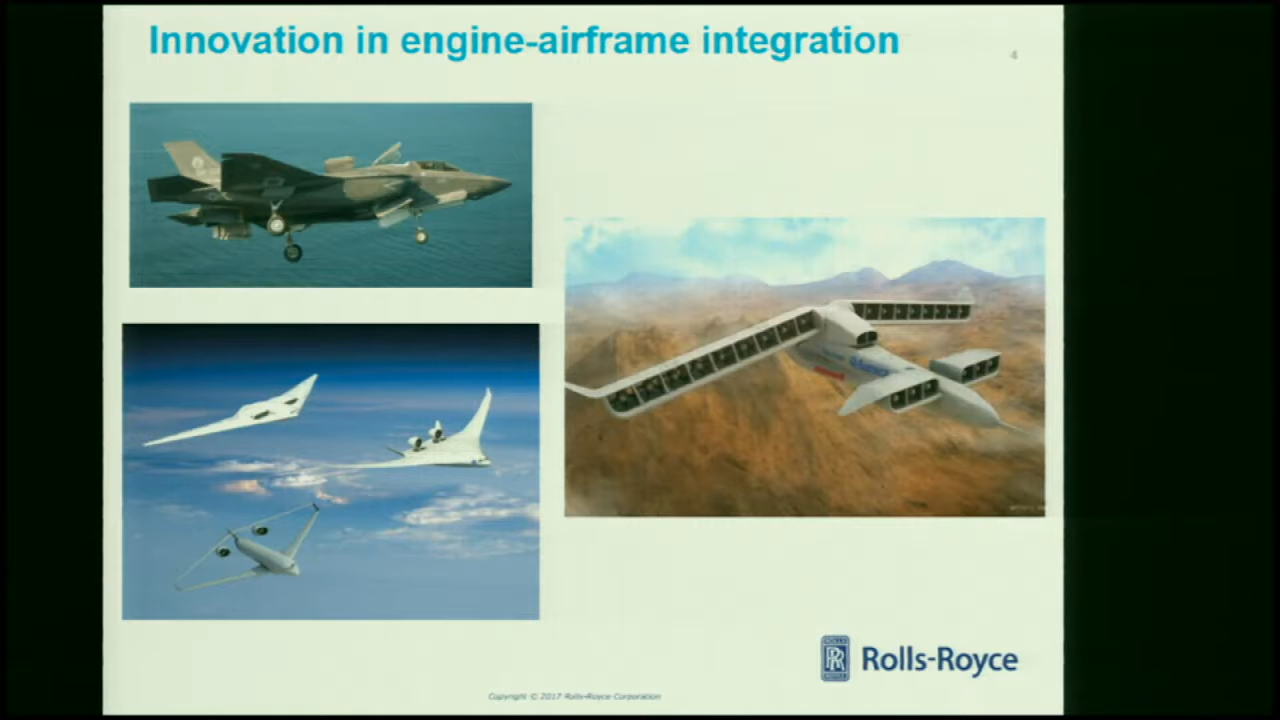 Innovation in engine-airframe integration
4
Rolls-Royce
Copyright © 2017 Rolls-Royce Corporation